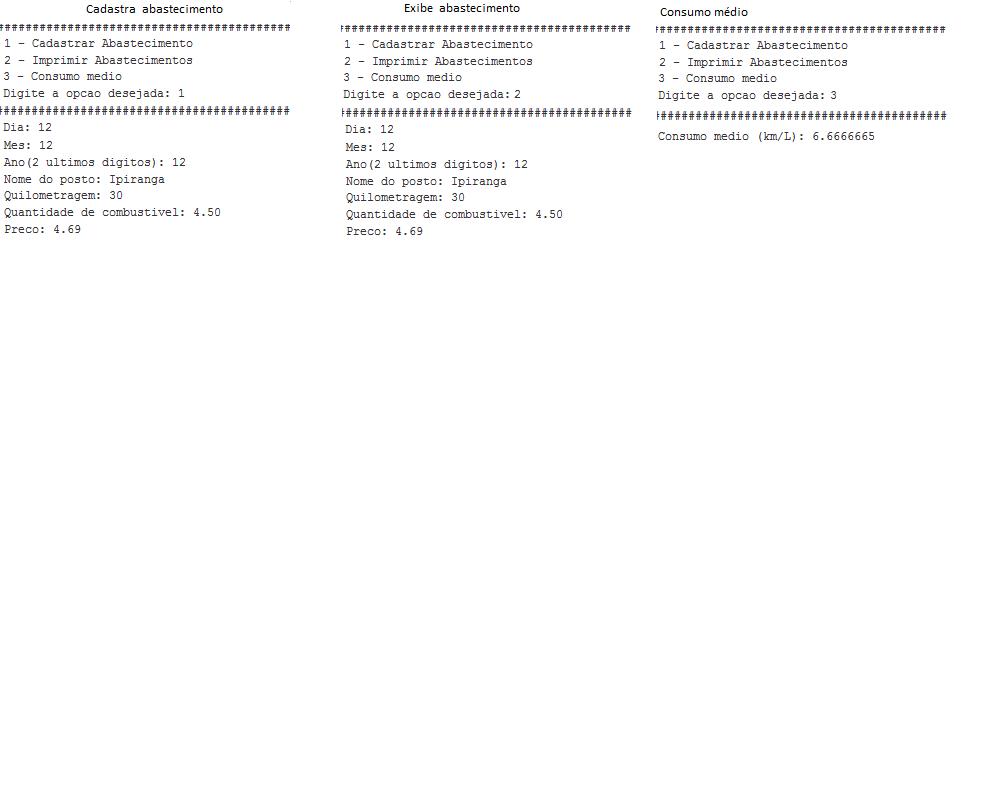 Cadastra abastecimento
##########################################
1 - Cadastrar Abastecimento
2 - Imprimir Abastecimentos
3 - Consumo medio
Digite a opcao desejada: 1
##########################################
Dia: 12
Mes: 12
Ano(2 ultimos digitos): 12
Nome do posto: Ipiranga
Quilometragem: 30
Quantidade de combustivel: 4.50
Preco: 4.69
Exibe abastecimento
##########################################
1 - Cadastrar Abastecimento
2 - Imprimir Abastecimentos
3 - Consumo medio
Digite a opcao desejada: 2
##########################################
Dia: 12
Mes: 12
Ano(2 ultimos digitos): 12
Nome do posto: Ipiranga
Quilometragem: 30
Quantidade de combustivel: 4.50
Preco: 4.69
Consumo médio
##########################################
1 - Cadastrar Abastecimento
2 - Imprimir Abastecimentos
3 - Consumo medio
Digite a opcao desejada: 3
##########################################
Consumo medio (km/L): 6.6666665